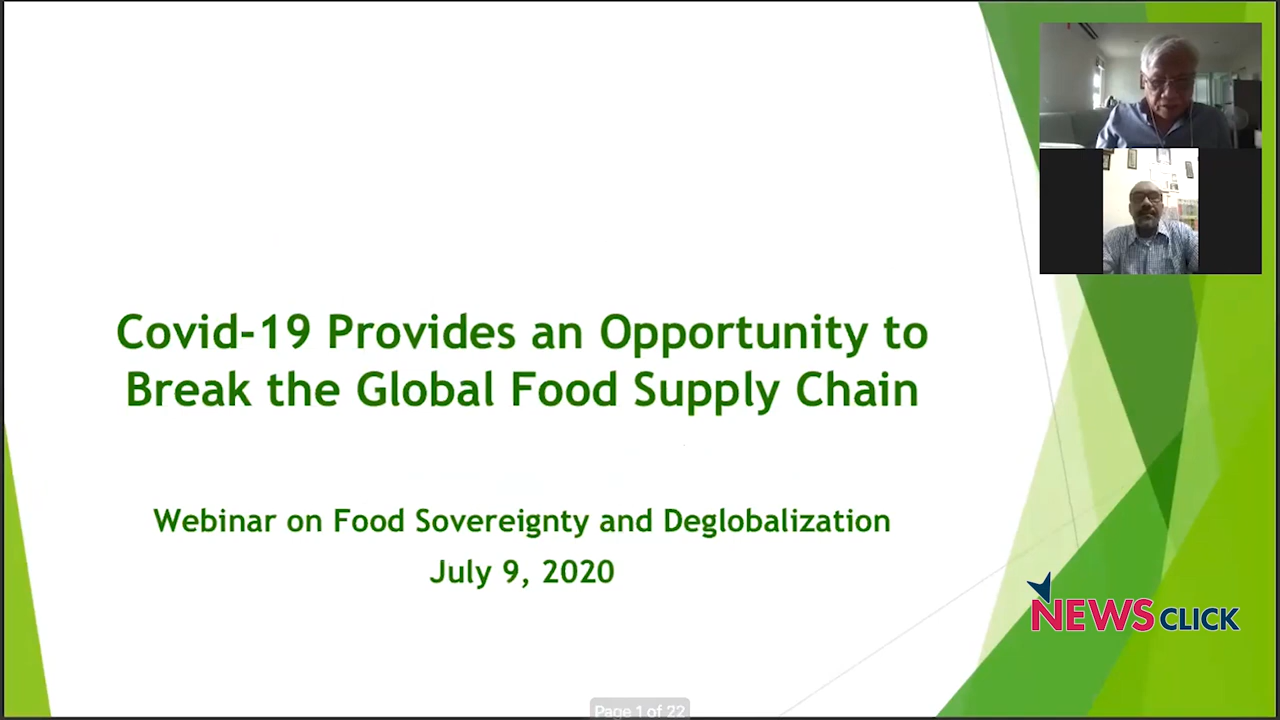 Covid-19 Provides an Opportunity to
Break the Global Food Supply Chain
Webinar on Food Sovereignty and Deglobalization
July 9, 2020
NEWSCLICK
Page 1 of 22